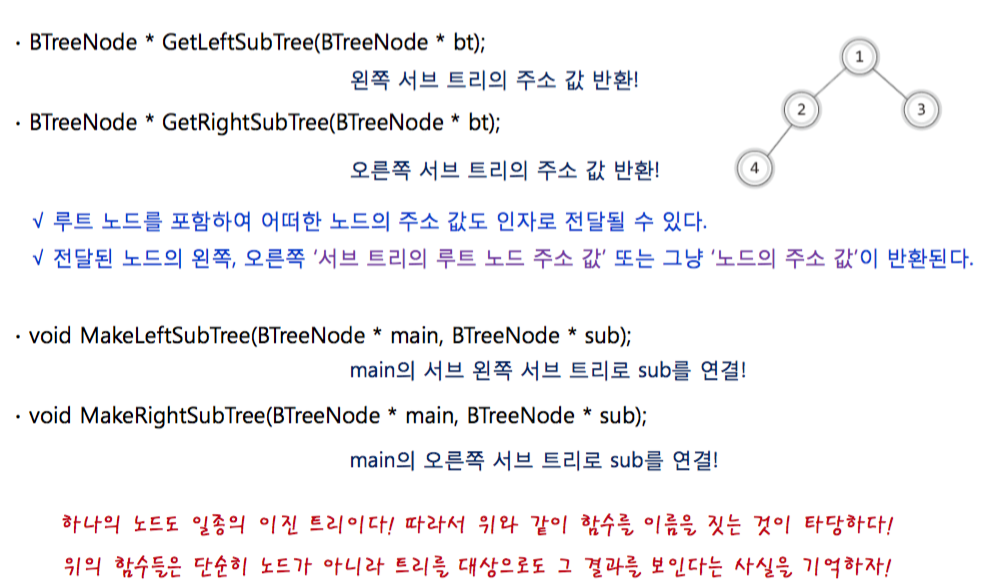 · BTreeNode * GetLeftSubTree(BTreeNode * bt);
왼쪽 서브 트리의 주소 값 반환!
· BTreeNode * GetRightSubTree(BTreeNode * bt);
오른쪽 서브 트리의 주소 값 반환!
1
2
3
4
√ 루트 노드를 포함하여 어떠한 노드의 주소 값도 인자로 전달될 수 있다.
√ 전달된 노드의 왼쪽, 오른쪽 ‘서브 트리의 루트 노드 주소 값’ 또는 그냥 ‘노드의 주소 값’이 반환된다.
· void MakeLeftSubTree(BTreeNode * main, BTreeNode * sub);
main의 서브 왼쪽 서브 트리로 sub를 연결!
· void MakeRightSubTree(BTreeNode * main, BTreeNode * sub);
main의 오른쪽 서브 트리로 sub를 연결!
하나의 노드도 일종의 이진 트리이다! 따라서 위와 같이 함수를 이름을 짓는 것이 타당하다!
위의 함수들은 단순히 노드가 아니라 트리를 대상으로도 그 결과를 보인다는 사실을 기억하자!